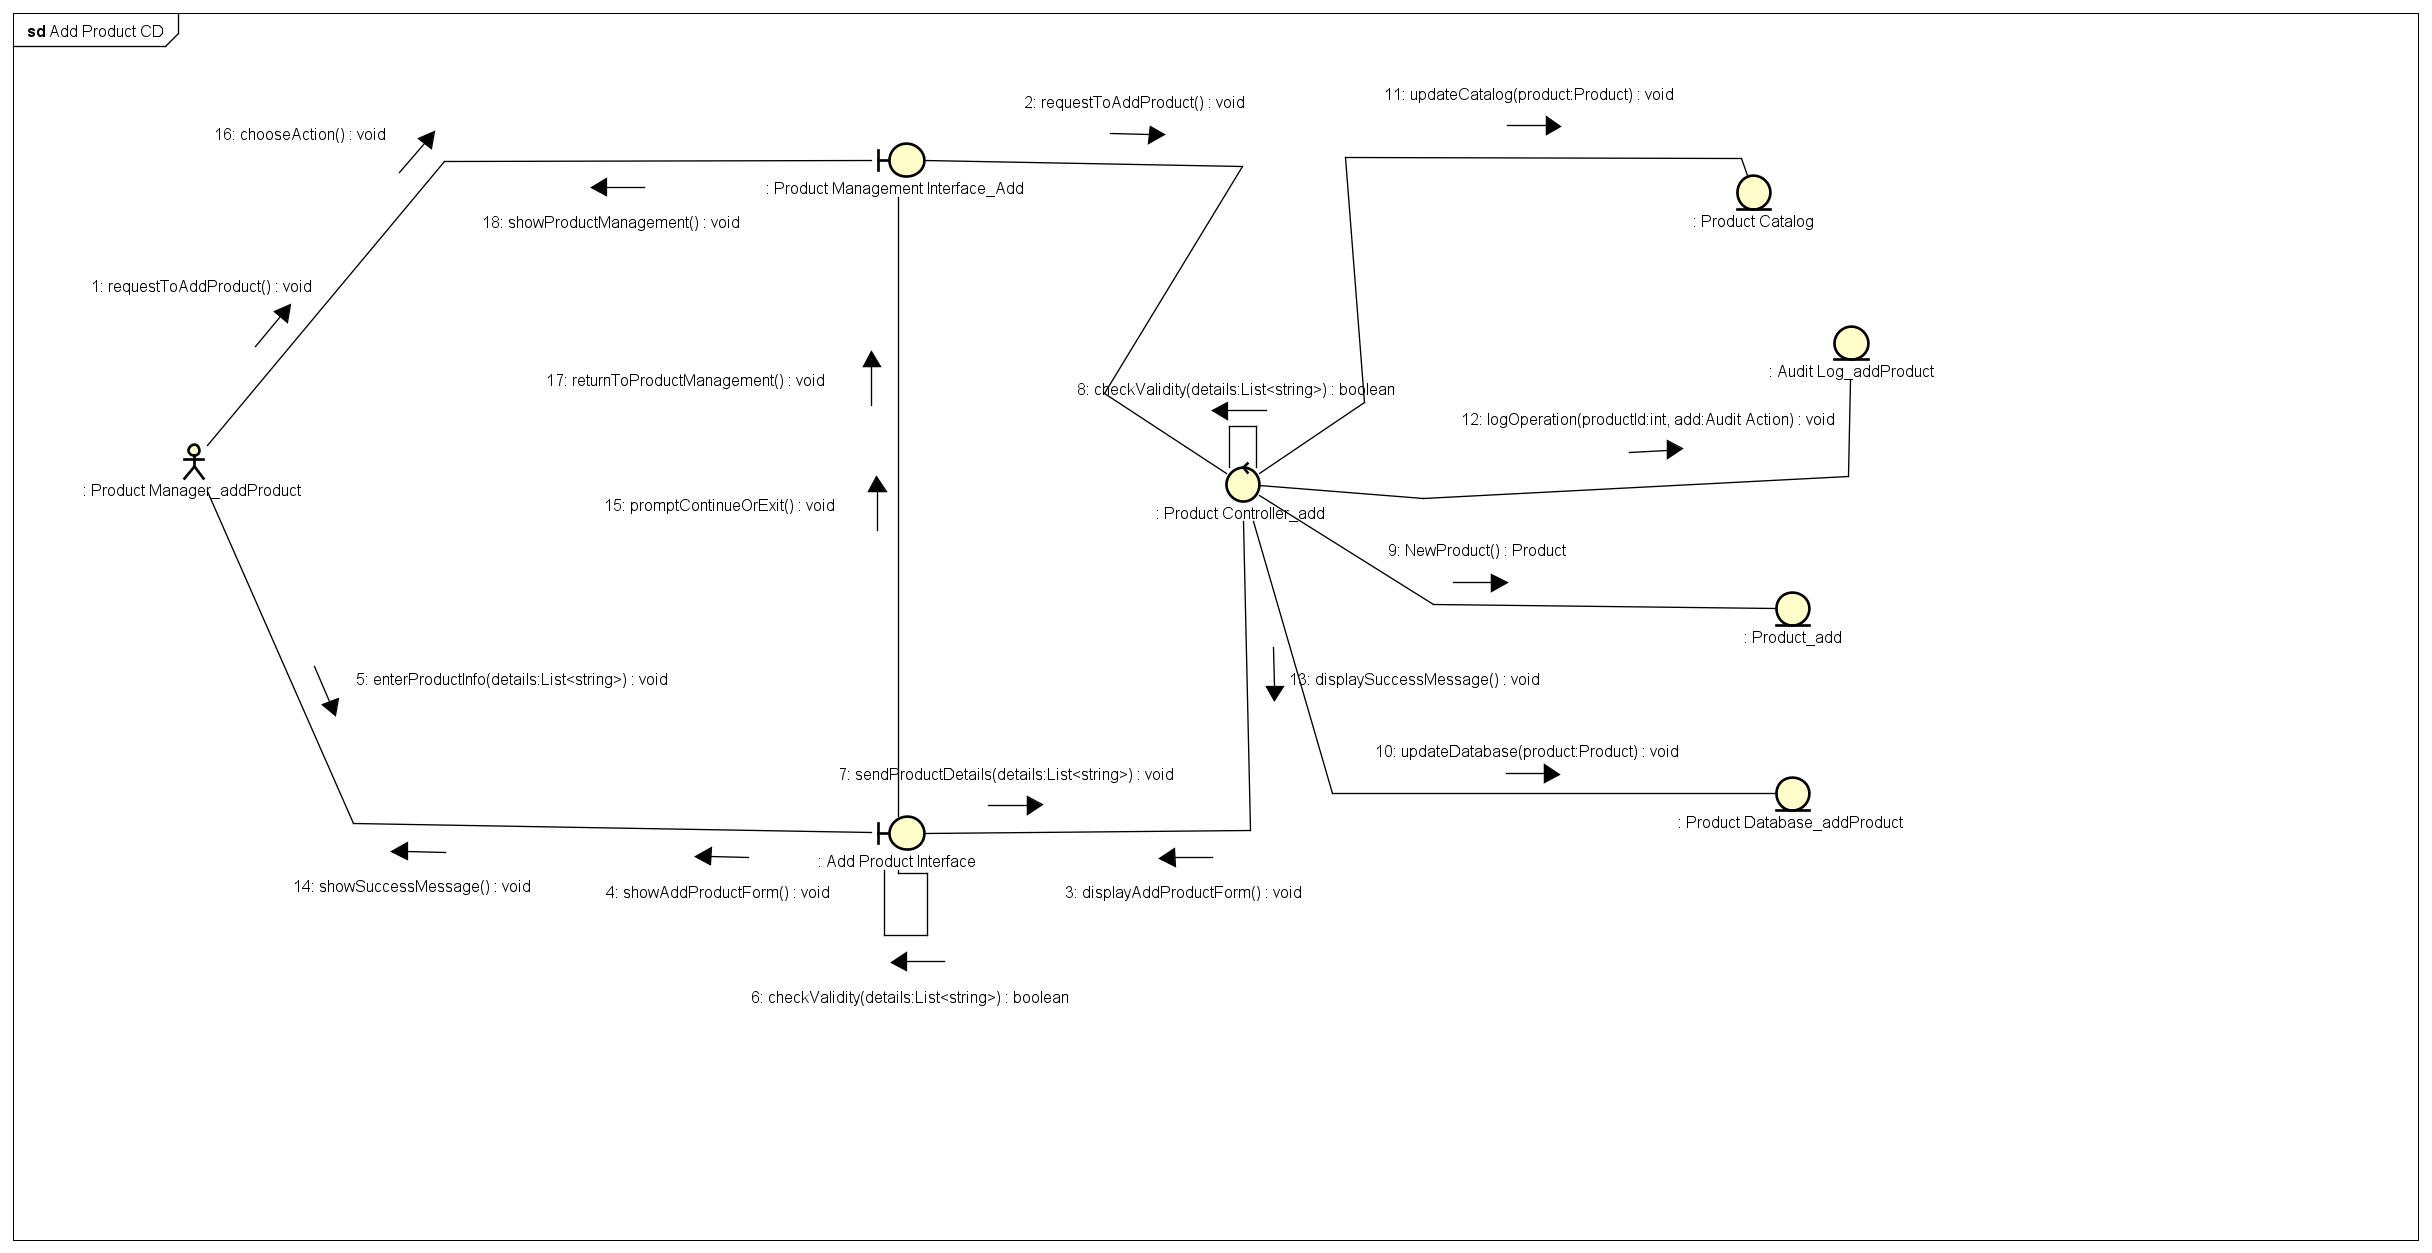 sd Add Product CD
11: updateCatalog(product:Product) : void
2: requestToAddProduct() : void
16: chooseAction() : void
: Product Management Interface_Add
18: showProductManagement() : void
: Product Catalog
1: requestToAddProduct() : void
: Audit Log_addProduct
17: returnToProductManagement() : void
8: checkValidity(details:List<string>) : boolean
12: logOperation(productId:int, add:Audit Action) : void
: Product Manager_addProduct
15: promptContinueOrExit() : void
: Product Controller_add
9: NewProduct() : Product
: Product_add
5: enterProductInfo(details:List<string>) : void
13: displaySuccessMessage() : void
10: updateDatabase(product:Product) : void
7: sendProductDetails(details:List<string>) : void
: Product Database_addProduct
: Add Product Interface
14: showSuccessMessage() : void
4: showAddProductForm() : void
3: displayAddProductForm() : void
6: checkValidity(details:List<string>) : boolean